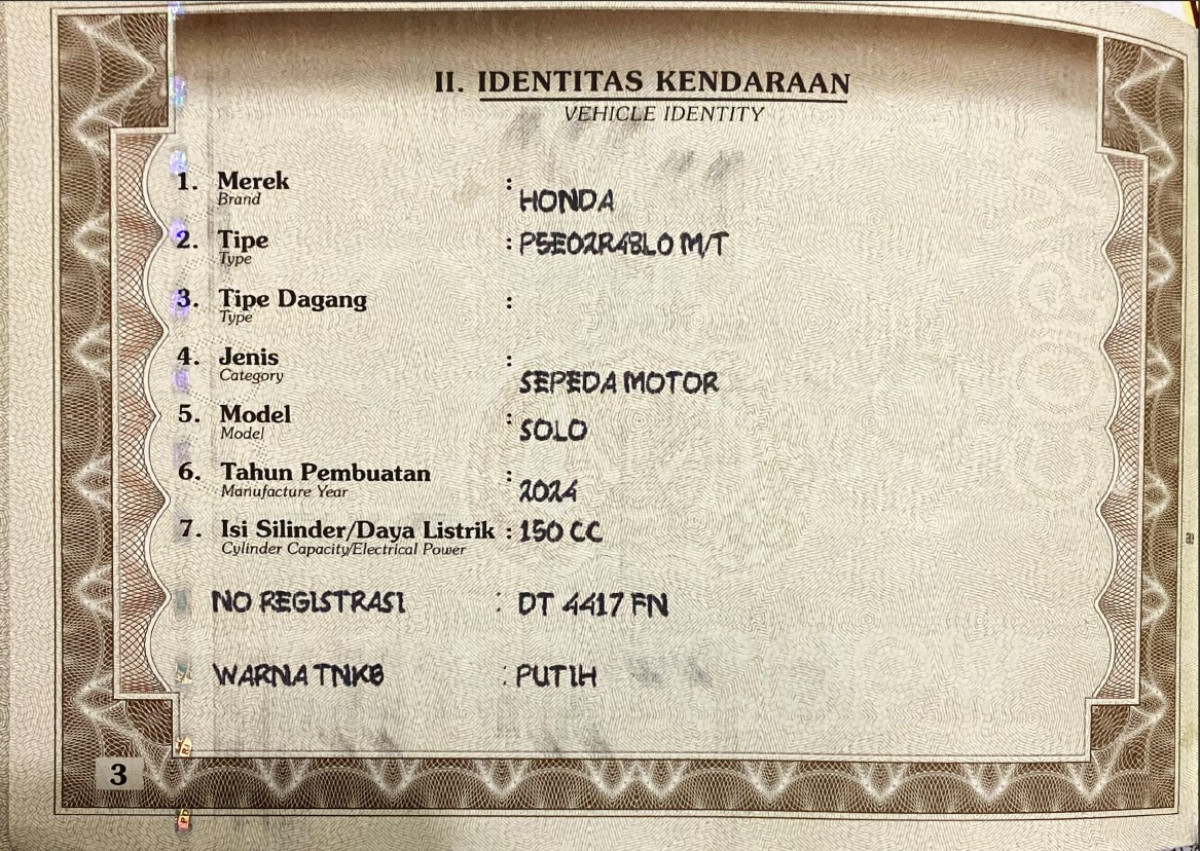 II. IDENTITAS KENDARAAN
VEHICLE IDENTITY
1. Merek : HONDA
Brand
2. Tipe : P5E02R43L0 M/T
Type
3. Tipe Dagang :
Type
4. Jenis : SEPEDA MOTOR
Category
5. Model : SOLO
Model
6. Tahun Pembuatan : 2024
Manufacture Year
7. Isi Silinder/Daya Listrik : 150 CC
Cylinder Capacity/Electrical Power
NO REGISTRASI : DT 4417 FN
WARNA TNKB : PUTIH
3